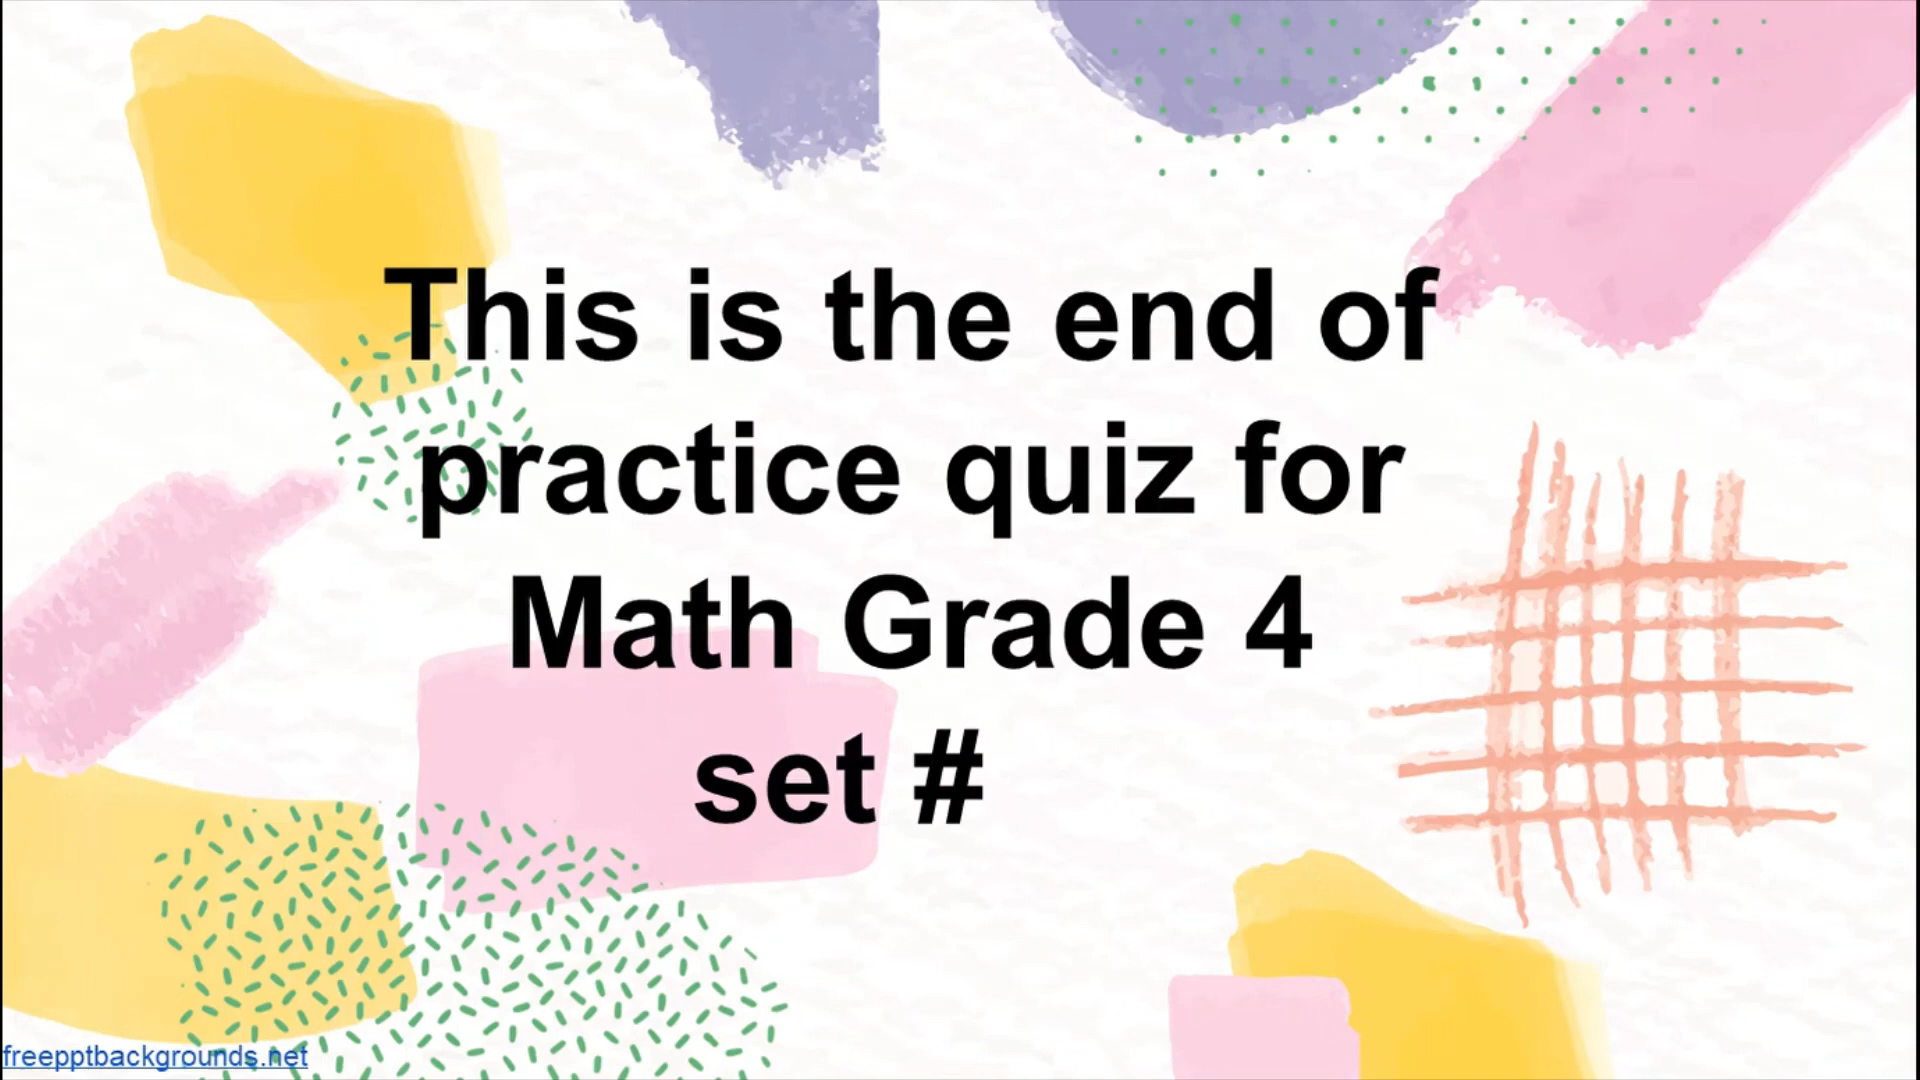 This is the end of
practice quiz for
Math Grade 4
set #
freepptbackgrounds.net